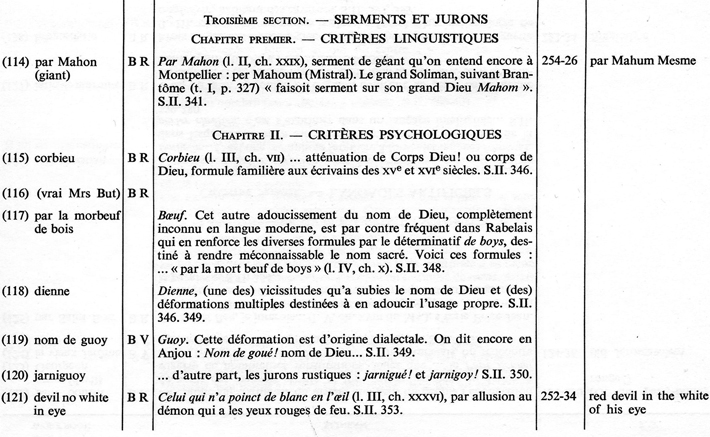 TROISIÈME SECTION. — SERMENTS ET JURONS
CHAPITRE PREMIER. — CRITÈRES LINGUISTIQUES
(114) par Mahon B R Par Mahon (l. II, ch. XXIX), serment de géant qu'on entend encore à 254-26 par Mahum Mesme
(giant) Montpellier : per Mahoum (Mistral). Le grand Soliman, suivant Bran-
tôme (t. I, p. 327) « faisoit serment sur son grand Dieu Mahom ».
S.II. 341.
CHAPITRE II. — CRITÈRES PSYCHOLOGIQUES
(115) corbieu B R Corbieu (l. III, ch. VII) ... atténuation de Corps Dieu! ou corps de
Dieu, formule familière aux écrivains des XVe et XVIe siècles. S.II. 346.
(116) (vrai Mrs But) B R
(117) par la morbeuf Bœuf. Cet autre adoucissement du nom de Dieu, complètement
de bois inconnu en langue moderne, est par contre fréquent dans Rabelais
qui en renforce les diverses formules par le déterminatif de boys, des-
tiné à rendre méconnaissable le nom sacré. Voici ces formules :
... « par la mort beuf de boys » (l. IV, ch. X). S.II. 348.
(118) dienne Dienne, (une des) vicissitudes qu'a subies le nom de Dieu et (des)
déformations multiples destinées à en adoucir l'usage propre. S.II.
346. 349.
(119) nom de guoy B V Guoy. Cette déformation est d'origine dialectale. On dit encore en
Anjou : Nom de goué! nom de Dieu... S.II. 349.
(120) jarniguoy ... d'autre part, les jurons rustiques : jarnigué! et jarnigoy! S.II. 350.
(121) devil no white B R Celui qui n'a poinct de blanc en l'œil (l. III, ch. XXXVI), par allusion au 252-34 red devil in the white
in eye démon qui a les yeux rouges de feu. S.II. 353. of his eye